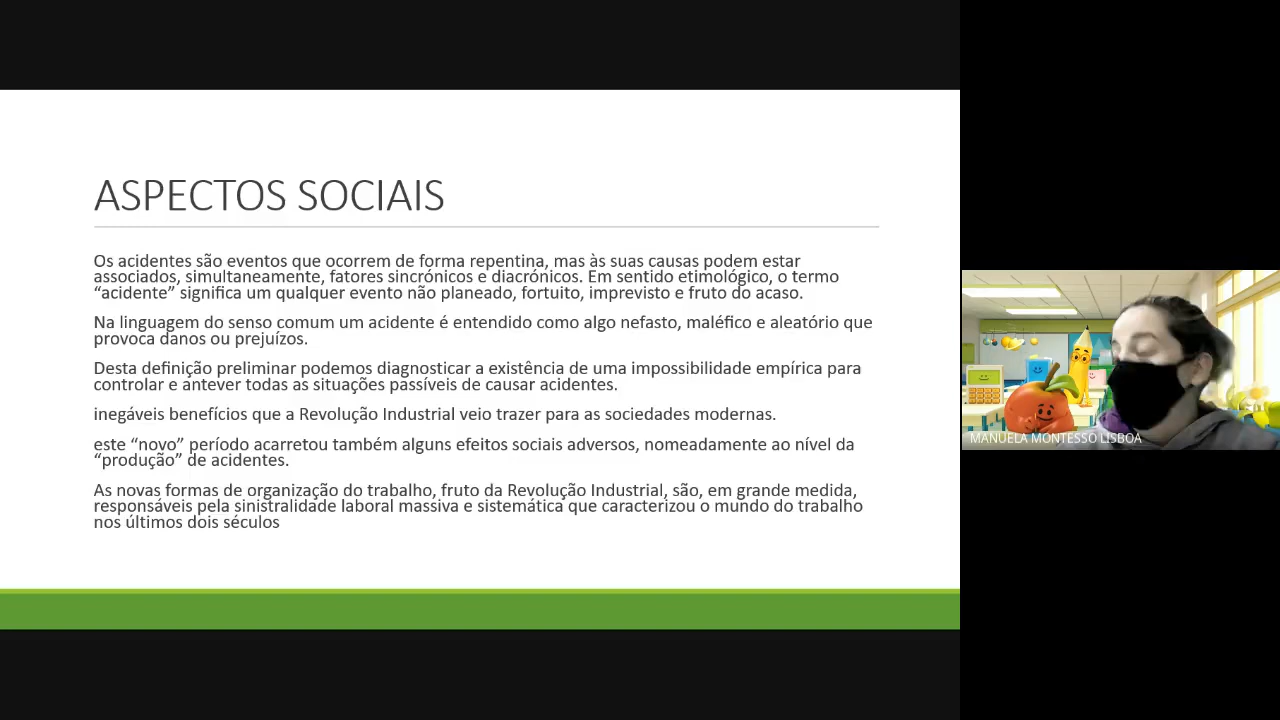 ASPECTOS SOCIAIS
Os acidentes são eventos que ocorrem de forma repentina, mas às suas causas podem estar
associados, simultaneamente, fatores sincrónicos e diacrónicos. Em sentido etimológico, o termo
“acidente” significa um qualquer evento não planeado, fortuito, imprevisto e fruto do acaso.
Na linguagem do senso comum um acidente é entendido como algo nefasto, maléfico e aleatório que
provoca danos ou prejuízos.
Desta definição preliminar podemos diagnosticar a existência de uma impossibilidade empírica para
controlar e antever todas as situações passíveis de causar acidentes.
inegáveis benefícios que a Revolução Industrial veio trazer para as sociedades modernas.
este “novo” período acarretou também alguns efeitos sociais adversos, nomeadamente ao nível da
“produção” de acidentes.
As novas formas de organização do trabalho, fruto da Revolução Industrial, são, em grande medida,
responsáveis pela sinistralidade laboral massiva e sistemática que caracterizou o mundo do trabalho
nos últimos dois séculos
MANUELA MONTESSO LISBOA